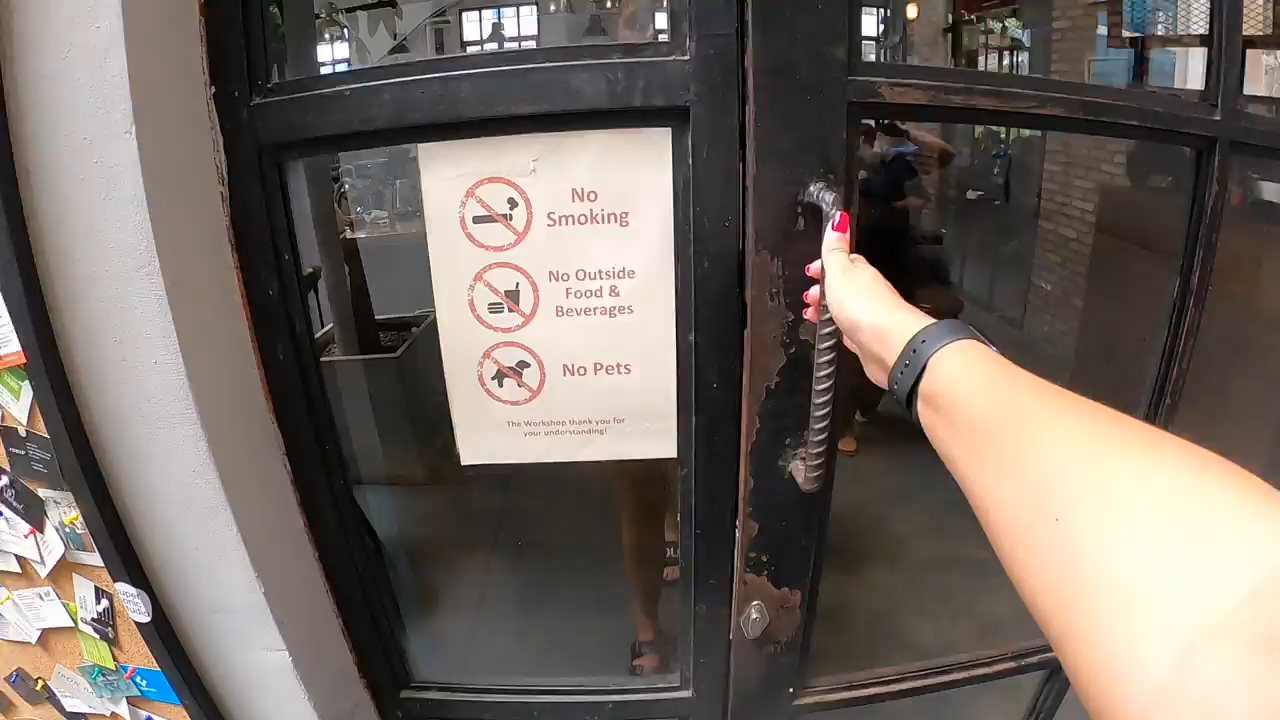 No
Smoking
No Outside
Food &
Beverages
No Pets
The Workshop thank you for
your understanding!